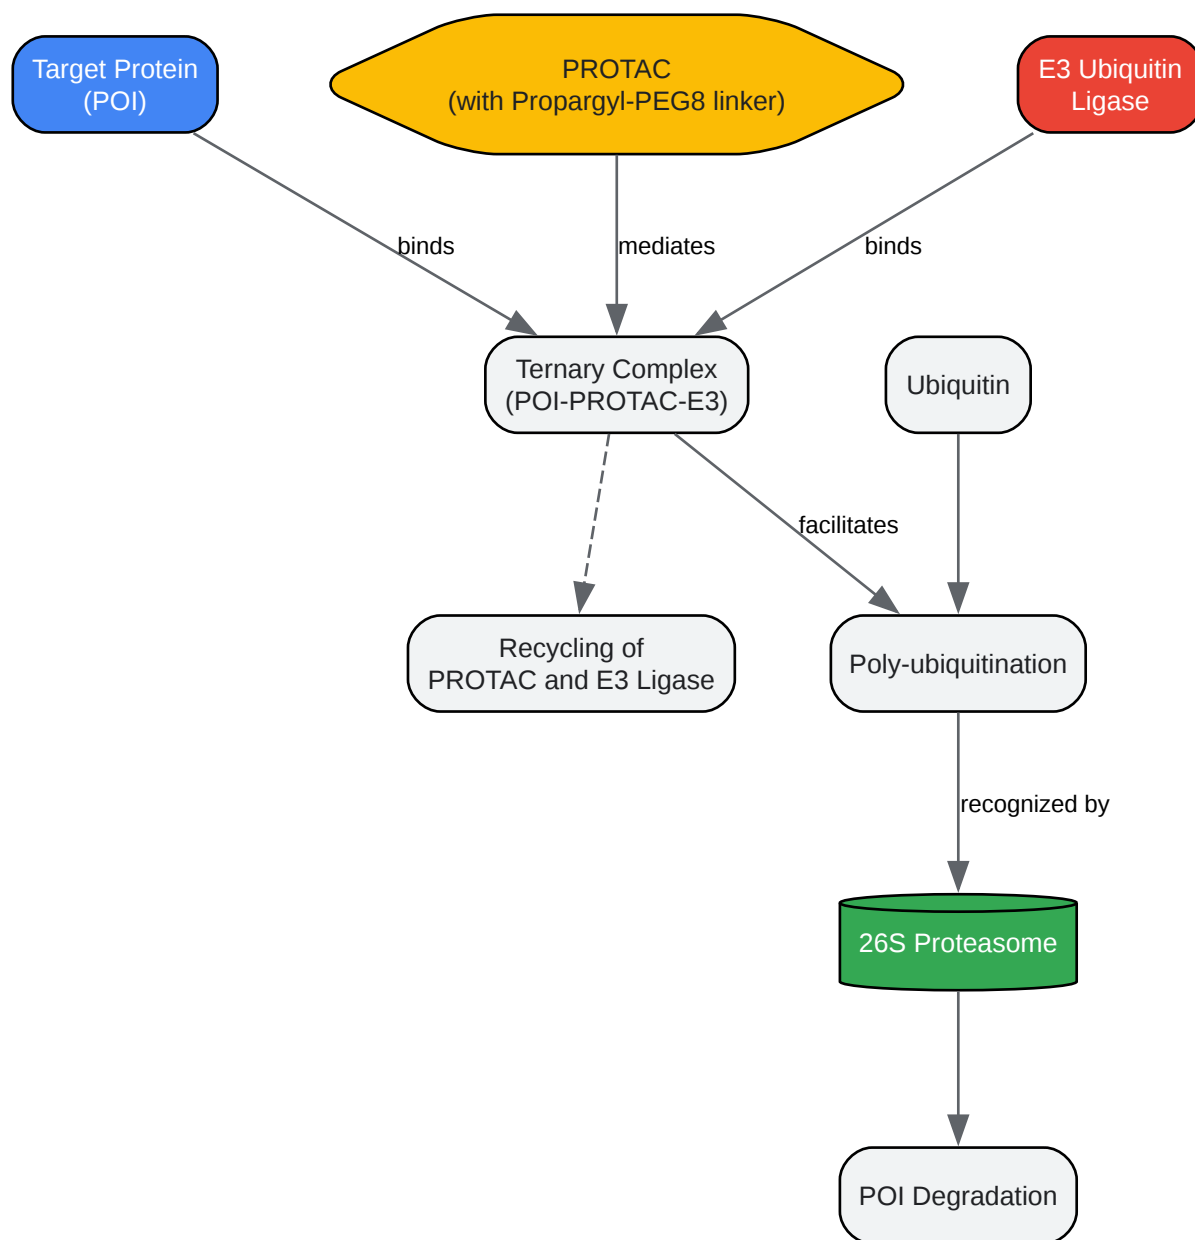 Target Protein
(POI)
PROTAC
(with Propargyl-PEG8 linker)
E3 Ubiquitin
Ligase
binds
mediates
binds
Ternary Complex
(POI-PROTAC-E3)
Ubiquitin
facilitates
Recycling of
PROTAC and E3 Ligase
Poly-ubiquitination
recognized by
26S Proteasome
POI Degradation